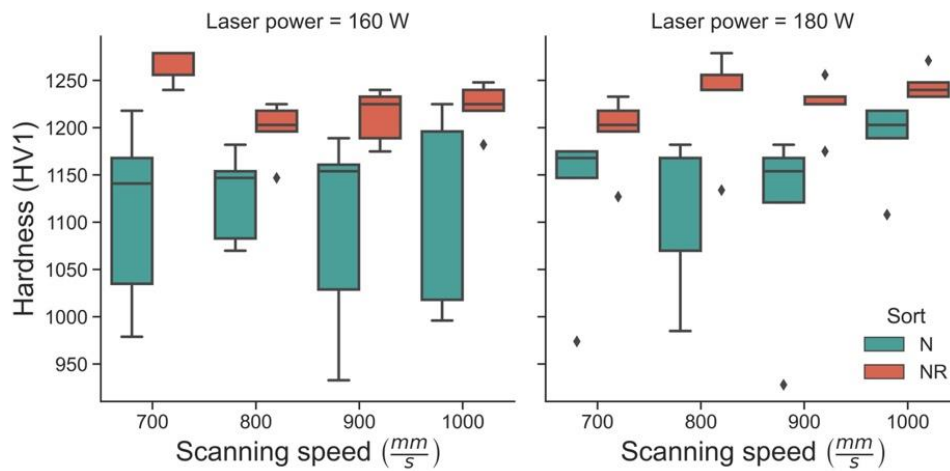 Laser power = 160 W
Laser power = 180 W
Hardness (HV1)
1250
1200
1150
1100
1050
1000
950
700 800 900 1000
700 800 900 1000
Scanning speed (mm/s)
Scanning speed (mm/s)
Sort
N
NR